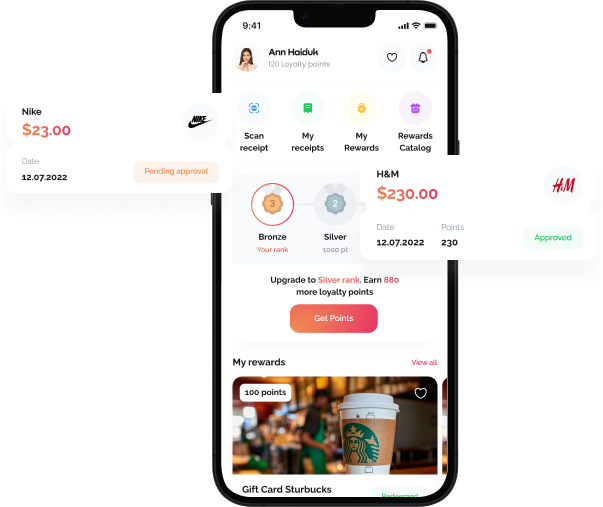 9:41
Ann Haiduk
120 Loyalty points
Nike
$23.00
NIKE
Date
12.07.2022
Pending approval
Scan receipt
My receipts
My Rewards
Rewards Catalog
H&M
$230.00
H&M
Date
Points
12.07.2022
230
Approved
3
2
Bronze
Silver
Your rank
1000 pt
Upgrade to Silver rank. Earn 880
more loyalty points
Get Points
My rewards
View all
100 points
Gift Card Sturbucks
Redeemed